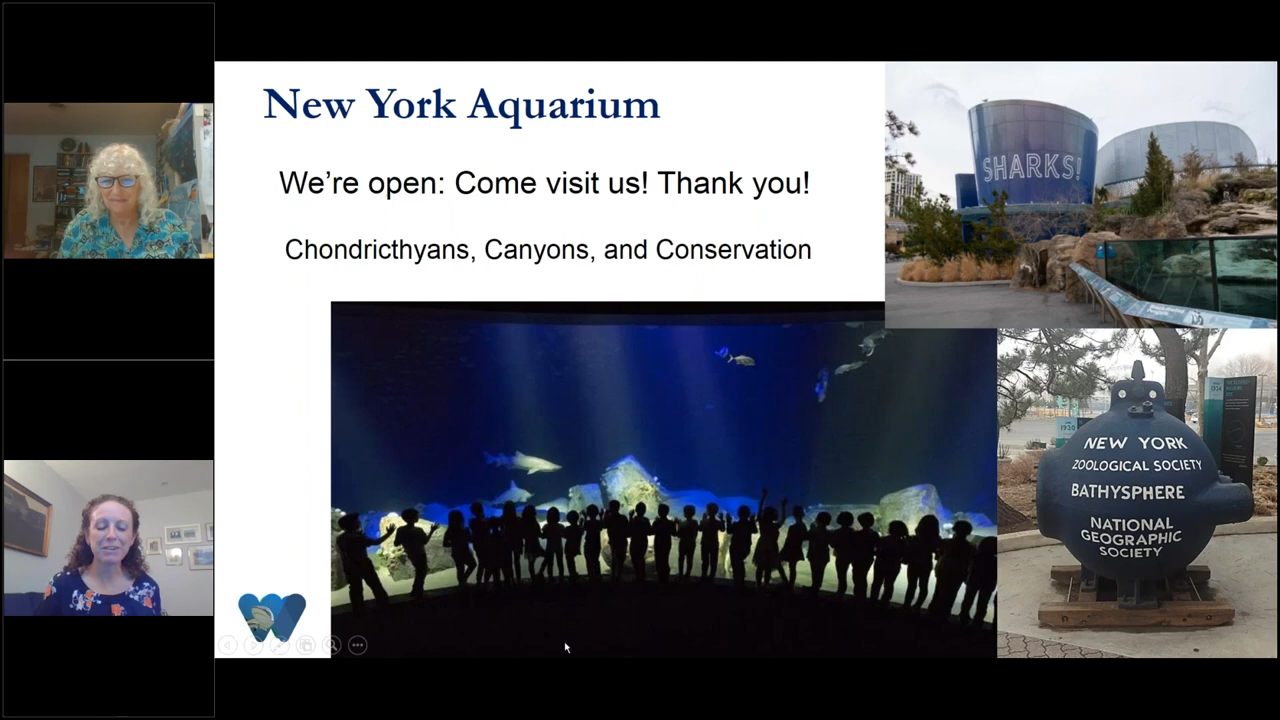 New York Aquarium
We’re open: Come visit us! Thank you!
Chondricthyans, Canyons, and Conservation
SHARKS!
NEW YORK
ZOOLOGICAL SOCIETY
BATHYSPHERE
NATIONAL
GEOGRAPHIC
SOCIETY